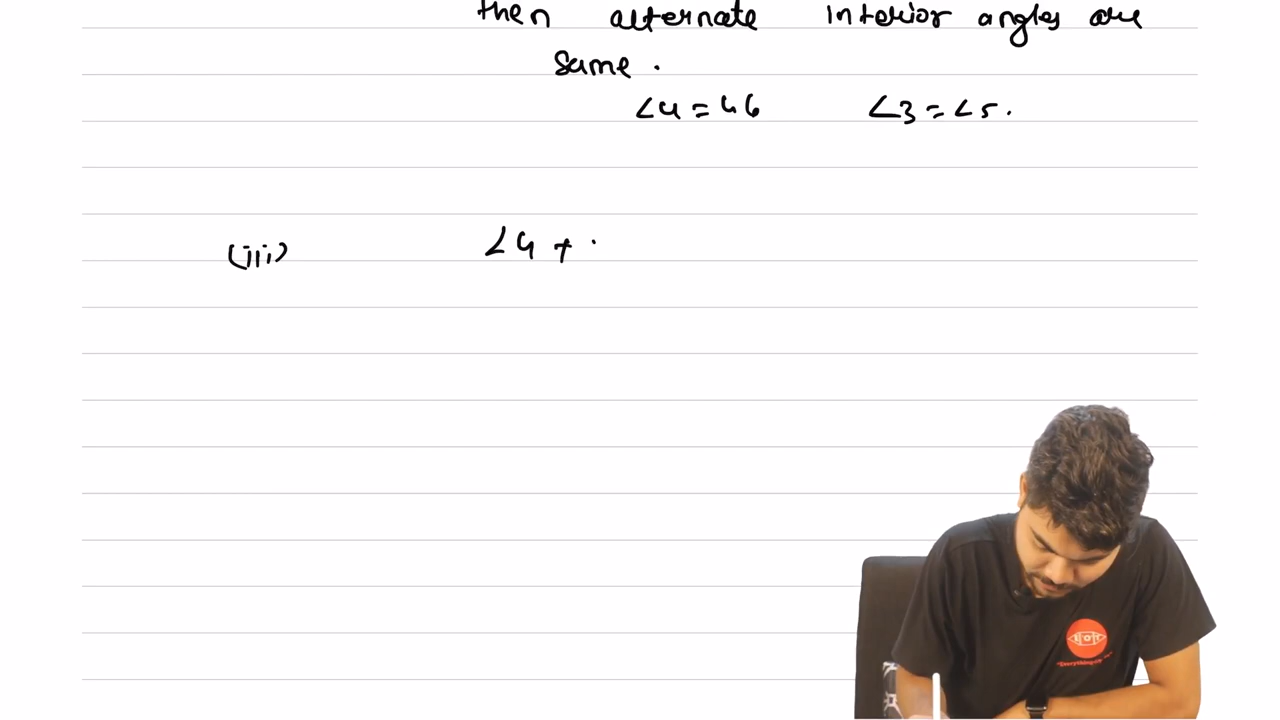 then alternate interior angles are
same.
∠4 = ∠6 ∠3 = ∠5.
(iii) ∠4 +